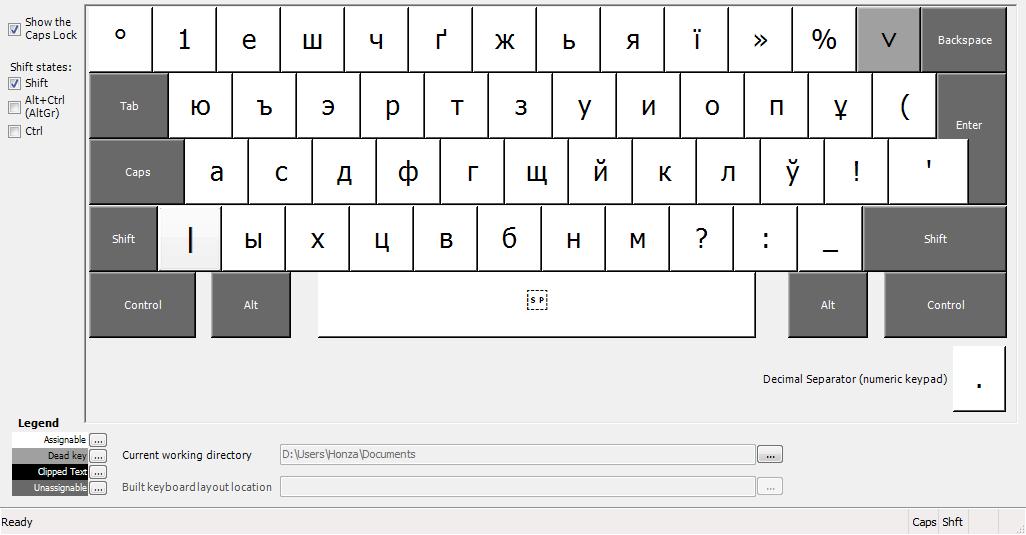 Show the
Caps Lock
Shift states:
Shift
Alt+Ctrl
(AltGr)
Ctrl
° 1 е ш ч ґ ж ь я ї » % ˅ Backspace
Tab ю ъ э р т з у и о п ұ ( Enter
Caps а с д ф г щ й к л ў ! '
Shift | ы х ц в б н м ? : _ Shift
Control Alt SP Alt Control
Decimal Separator (numeric keypad) .
Legend
Assignable ...
Dead key ...
Clipped Text ...
Unassignable ...
Current working directory D:\Users\Honza\Documents ...
Built keyboard layout location ...
Ready Caps Shft